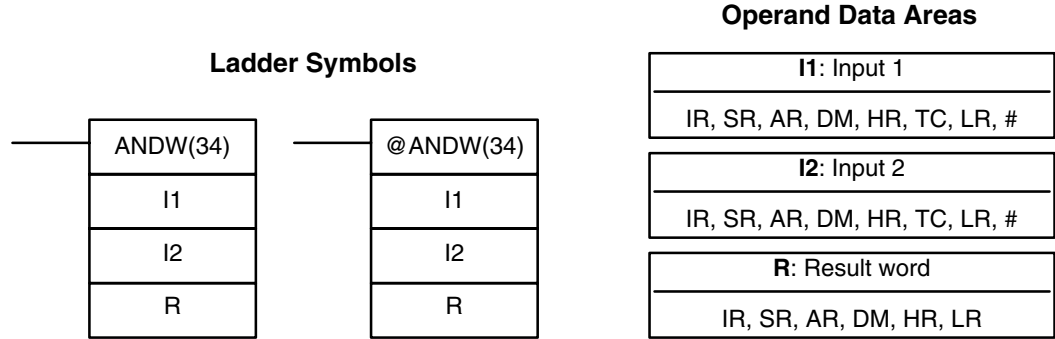 Ladder Symbols
ANDW(34)
I1
I2
R
@ANDW(34)
I1
I2
R
Operand Data Areas
I1: Input 1
IR, SR, AR, DM, HR, TC, LR, #
I2: Input 2
IR, SR, AR, DM, HR, TC, LR, #
R: Result word
IR, SR, AR, DM, HR, LR